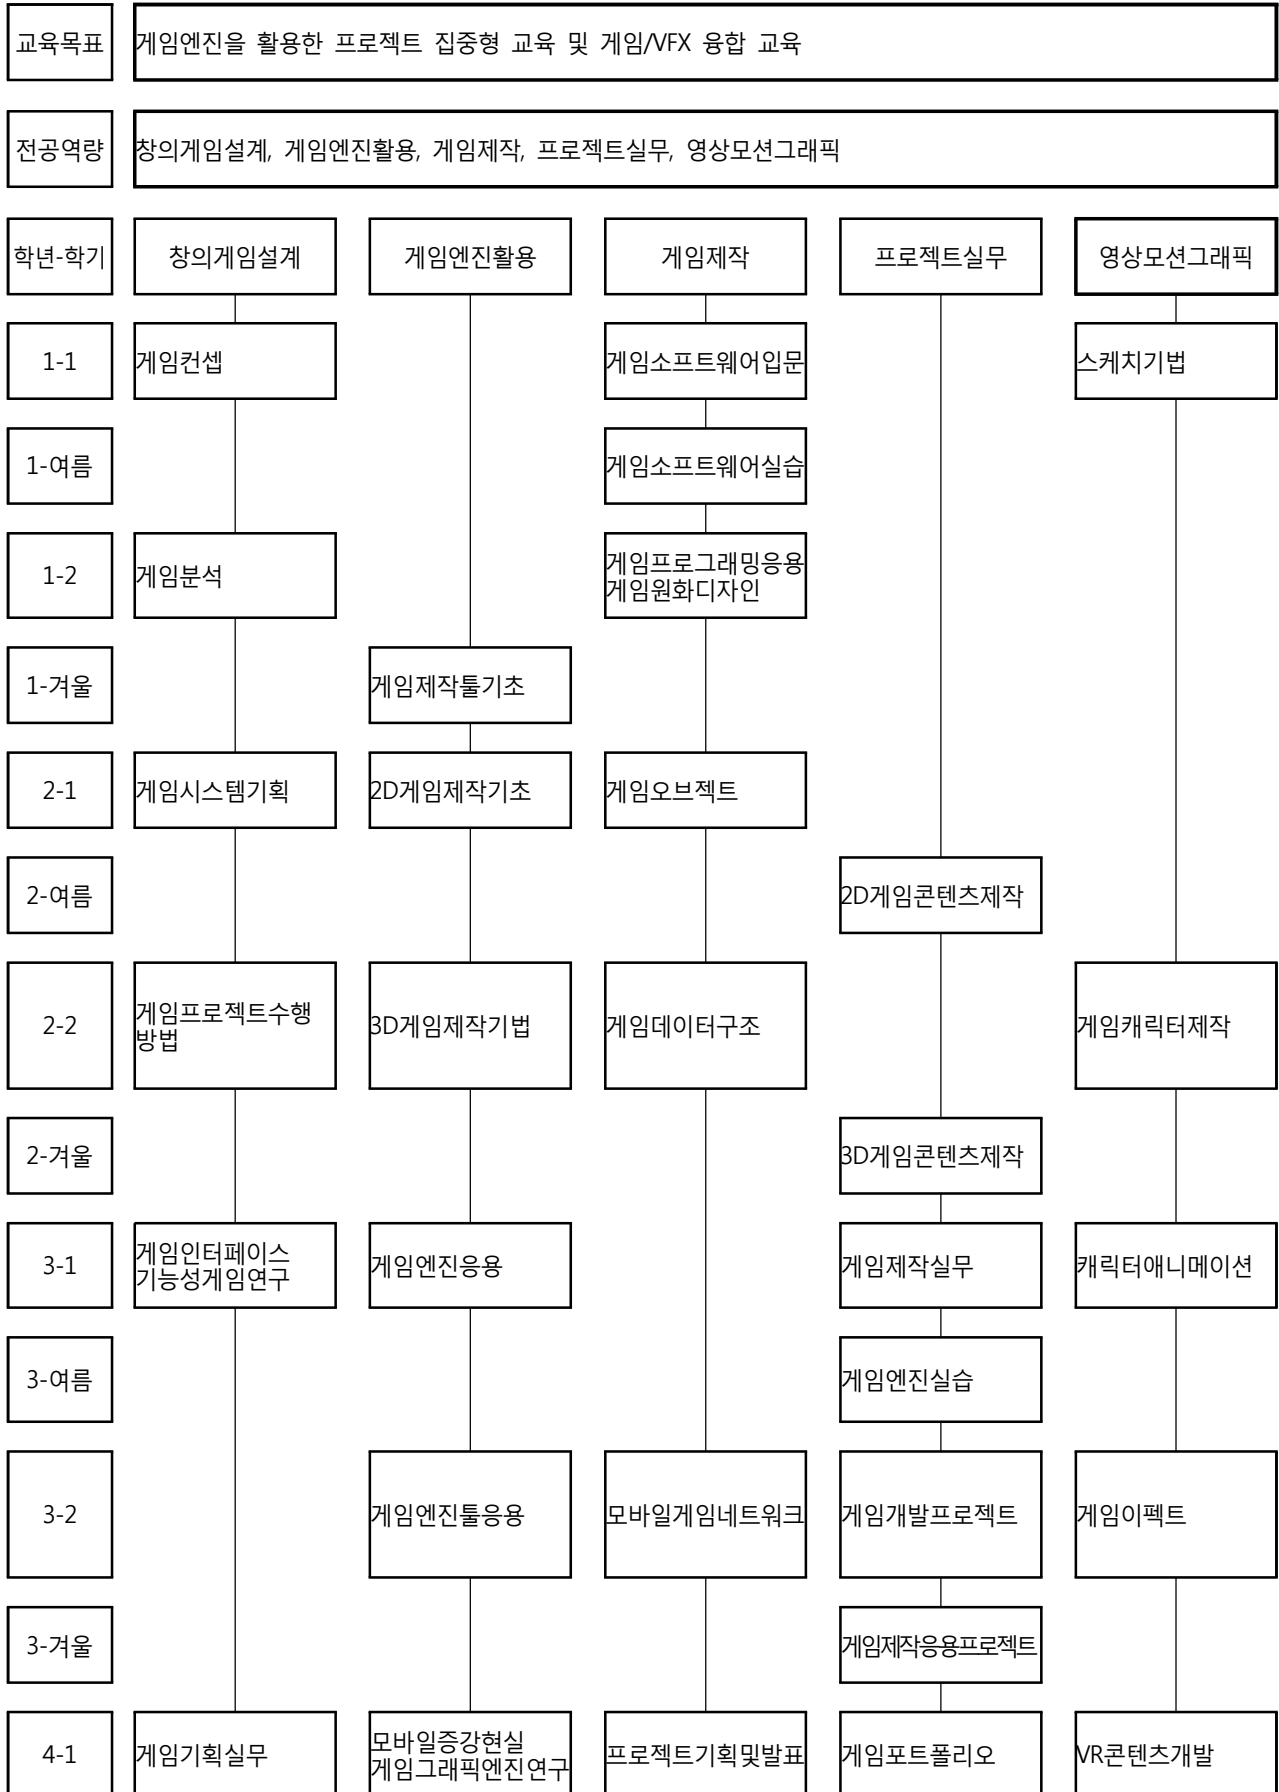 교육목표
게임엔진을 활용한 프로젝트 집중형 교육 및 게임/VFX 융합 교육
전공역량
창의게임설계, 게임엔진활용, 게임제작, 프로젝트실무, 영상모션그래픽
학년-학기
창의게임설계
게임엔진활용
게임제작
프로젝트실무
영상모션그래픽
1-1
게임컨셉
게임소프트웨어입문
스케치기법
1-여름
게임소프트웨어실습
1-2
게임분석
게임프로그래밍응용
게임원화디자인
1-겨울
게임제작툴기초
2-1
게임시스템기획
2D게임제작기초
게임오브젝트
2-여름
2D게임콘텐츠제작
2-2
게임프로젝트수행
방법
3D게임제작기법
게임데이터구조
게임캐릭터제작
2-겨울
3D게임콘텐츠제작
3-1
게임인터페이스
기능성게임연구
게임엔진응용
게임제작실무
캐릭터애니메이션
3-여름
게임엔진실습
3-2
게임엔진툴응용
모바일게임네트워크
게임개발프로젝트
게임이펙트
3-겨울
게임제작응용프로젝트
4-1
게임기획실무
모바일증강현실
게임그래픽엔진연구
프로젝트기획및발표
게임포트폴리오
VR콘텐츠개발